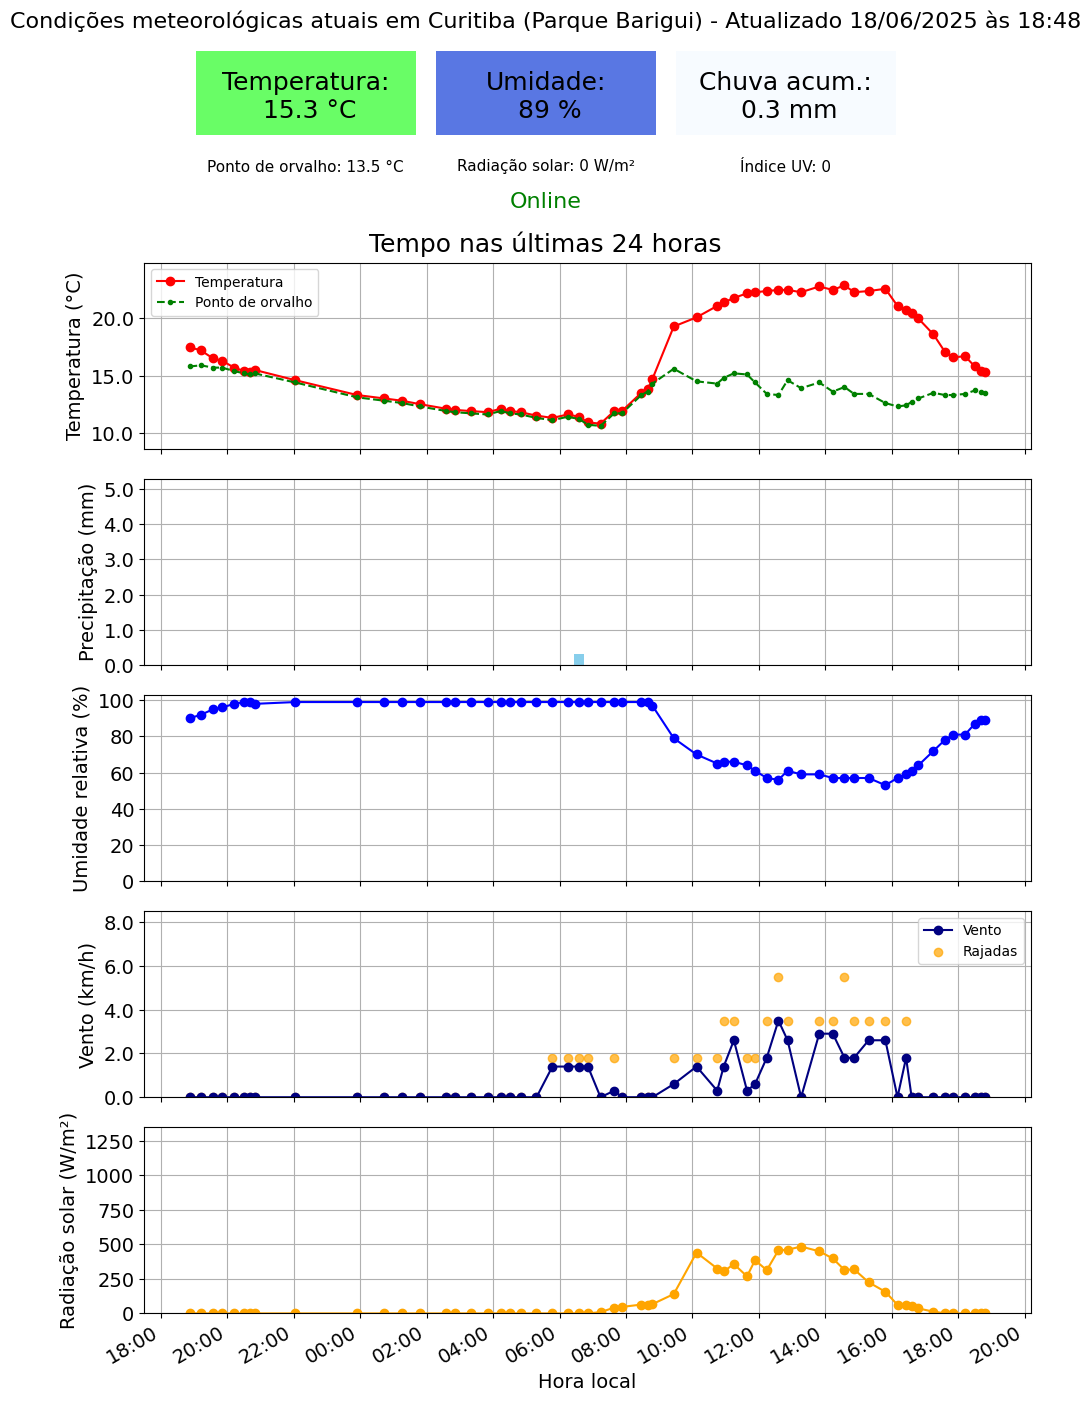 Condições meteorológicas atuais em Curitiba (Parque Barigui) - Atualizado 18/06/2025 às 18:48
Temperatura:
15.3 °C
Umidade:
89 %
Chuva acum.:
0.3 mm
Ponto de orvalho: 13.5 °C
Radiação solar: 0 W/m²
Índice UV: 0
Online
Tempo nas últimas 24 horas
Temperatura (°C)
20.0
15.0
10.0
Temperatura
Ponto de orvalho
Precipitação (mm)
5.0
4.0
3.0
2.0
1.0
0.0
Umidade relativa (%)
100
80
60
40
20
0
Vento (km/h)
8.0
6.0
4.0
2.0
0.0
Vento
Rajadas
Radiação solar (W/m²)
1250
1000
750
500
250
0
18:00
20:00
22:00
00:00
02:00
04:00
06:00
08:00
10:00
12:00
14:00
16:00
18:00
20:00
Hora local